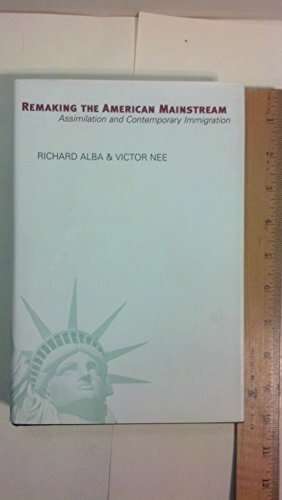 REMAKING THE AMERICAN MAINSTREAM
Assimilation and Contemporary Immigration
RICHARD ALBA & VICTOR NEE